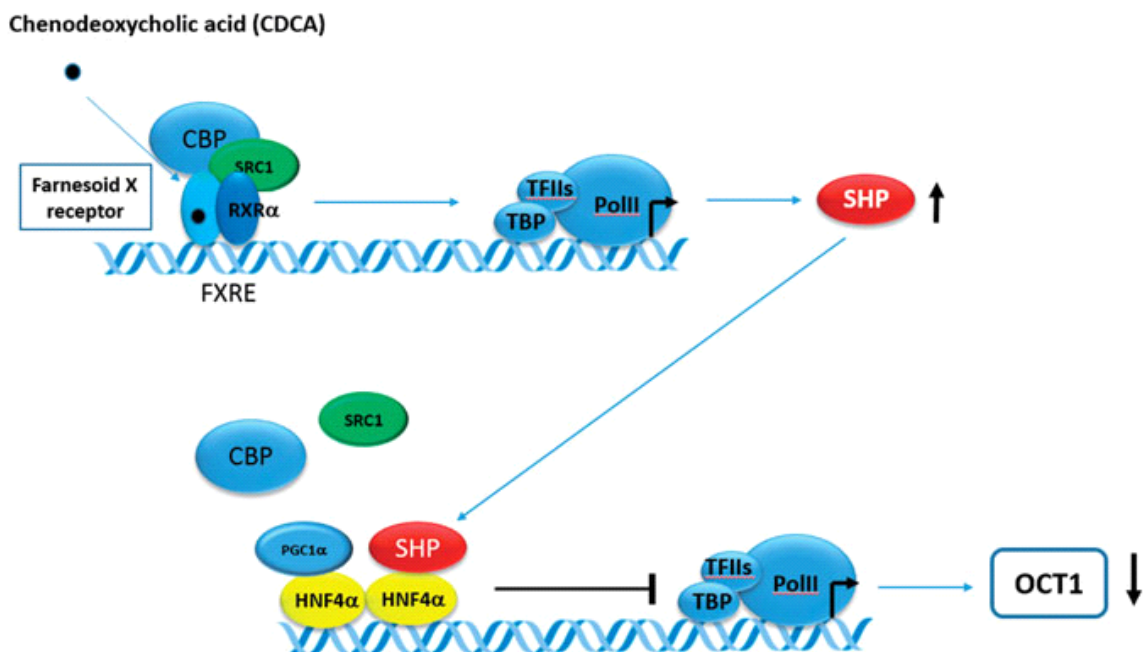 Chenodeoxycholic acid (CDCA)
CBP
SRC1
Farnesoid X
receptor
RXRα
FXRE
TFIIs
TBP
PolII
SHP
SRC1
CBP
PGC1α
SHP
HNF4α
HNF4α
TFIIs
TBP
PolII
OCT1